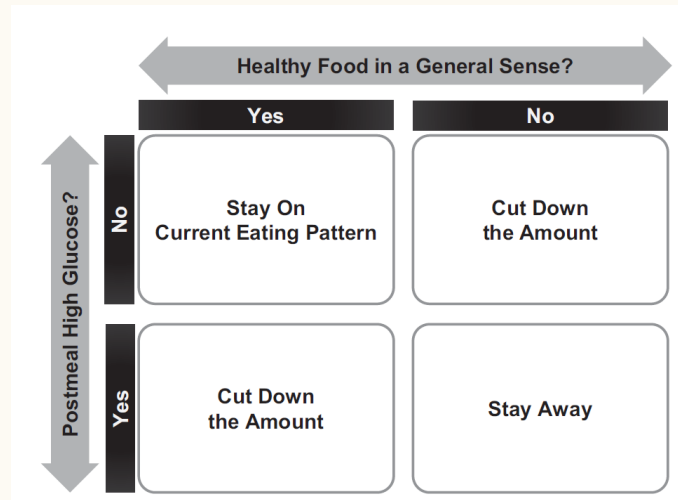 Healthy Food in a General Sense?
Yes
No
Postmeal High Glucose?
No
Stay On
Current Eating Pattern
Cut Down
the Amount
Yes
Cut Down
the Amount
Stay Away